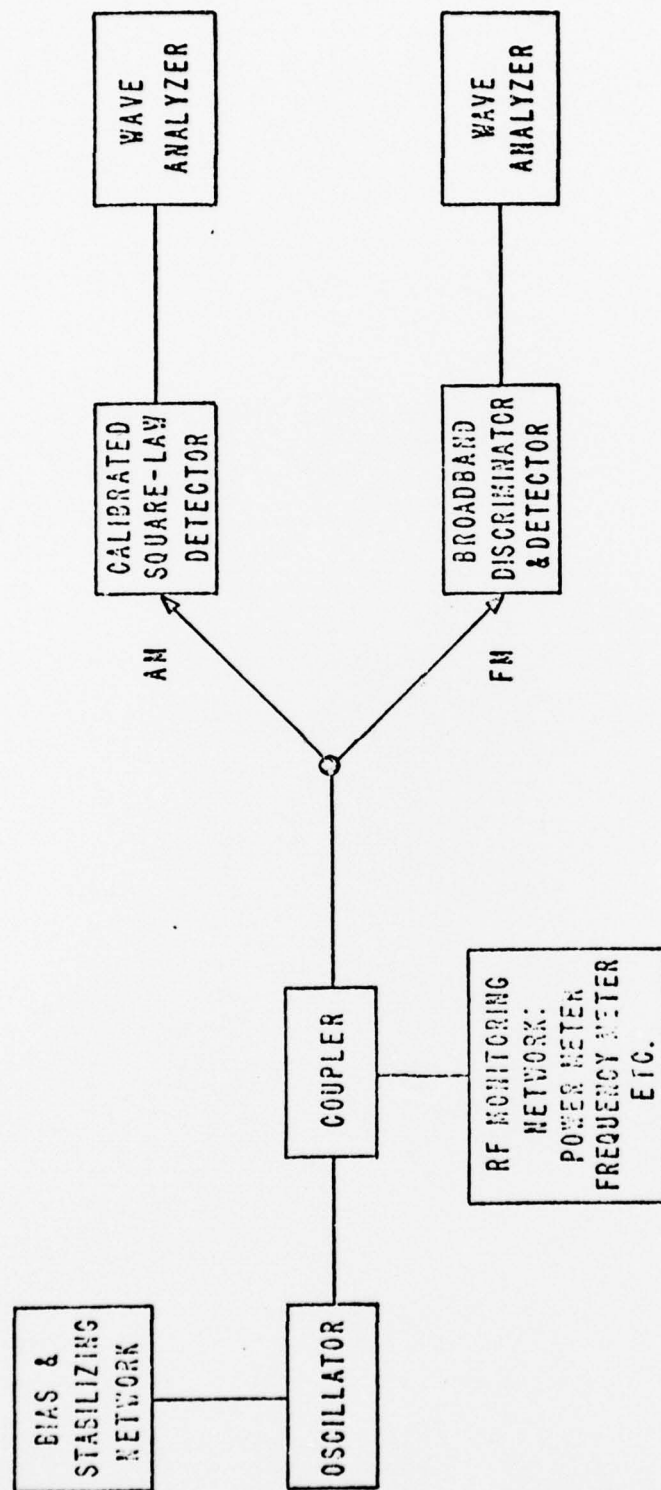 BIAS &
STABILIZING
NETWORK
OSCILLATOR
COUPLER
RF MONITORING
NETWORK:
POWER METER
FREQUENCY METER
ETC.
AM
FM
CALIBRATED
SQUARE-LAW
DETECTOR
BROADBAND
DISCRIMINATOR
& DETECTOR
WAVE
ANALYZER
WAVE
ANALYZER